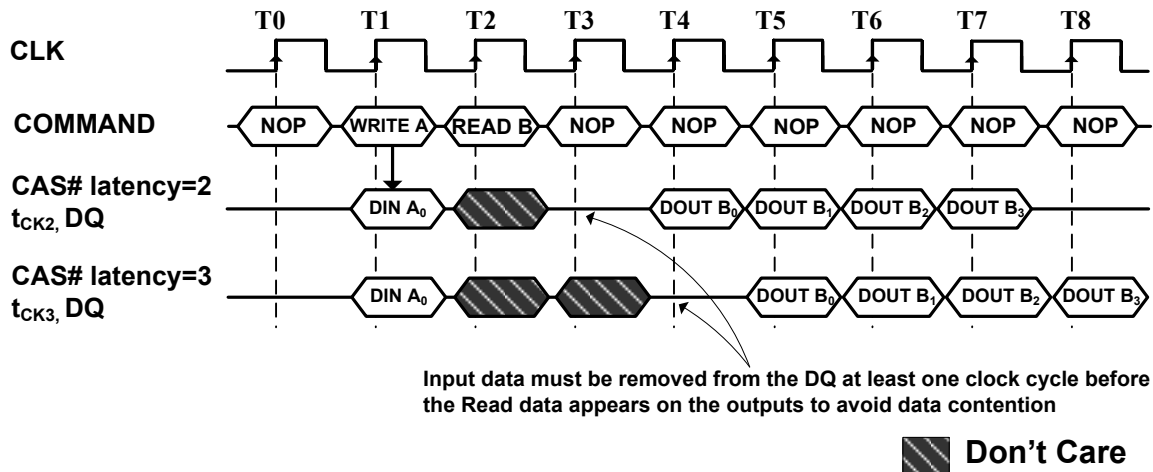 T0 T1 T2 T3 T4 T5 T6 T7 T8
CLK
COMMAND NOP WRITE A READ B NOP NOP NOP NOP NOP NOP
CAS# latency=2
tCK2, DQ DIN A0 DOUT B0 DOUT B1 DOUT B2 DOUT B3
CAS# latency=3
tCK3, DQ DIN A0 DOUT B0 DOUT B1 DOUT B2 DOUT B3
Input data must be removed from the DQ at least one clock cycle before
the Read data appears on the outputs to avoid data contention
Don't Care